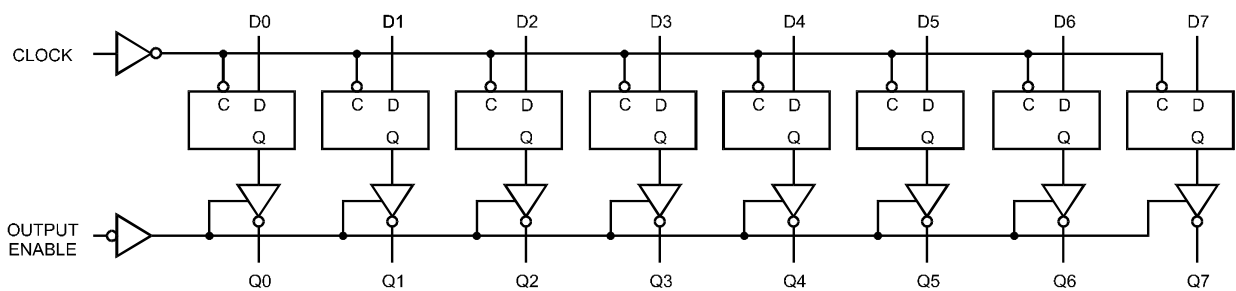 D0 D1 D2 D3 D4 D5 D6 D7
CLOCK
C D C D C D C D C D C D C D C D
Q Q Q Q Q Q Q Q
OUTPUT
ENABLE
Q0 Q1 Q2 Q3 Q4 Q5 Q6 Q7